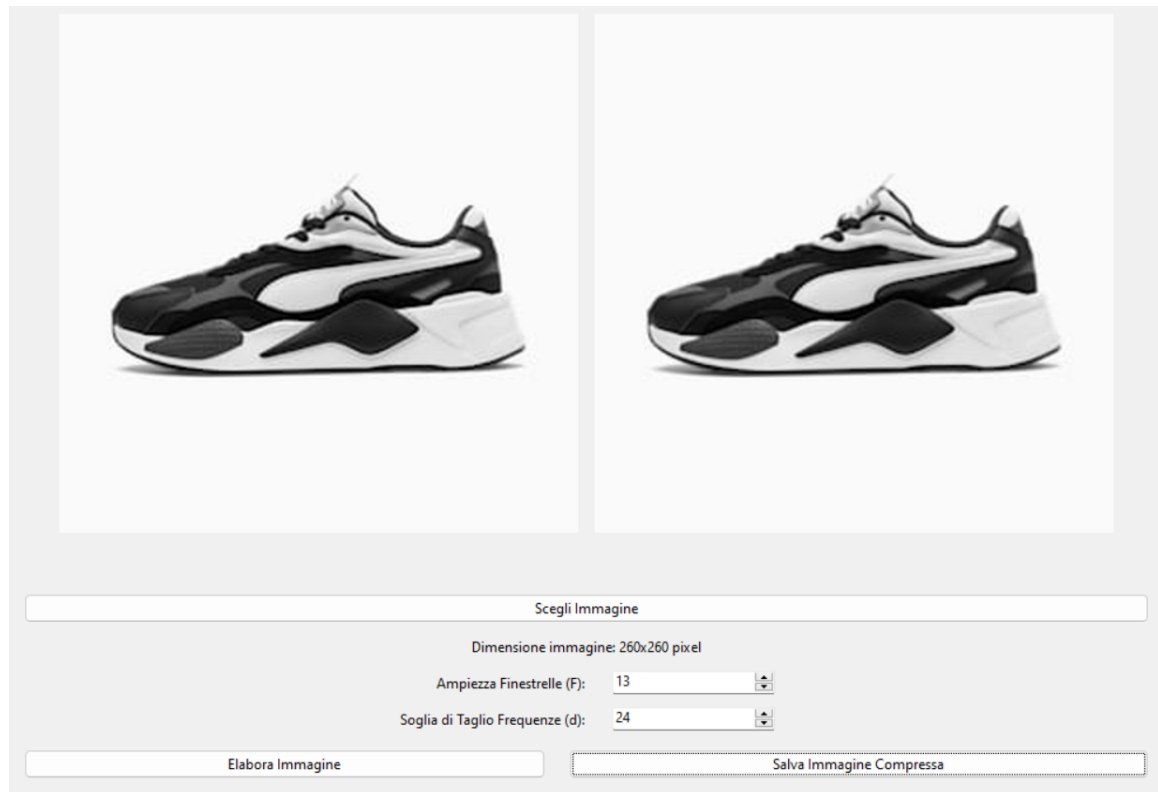 Scegli Immagine
Dimensione immagine: 260x260 pixel
Ampiezza Finestrelle (F): 13
Soglia di Taglio Frequenze (d): 24
Elabora Immagine Salva Immagine Compressa